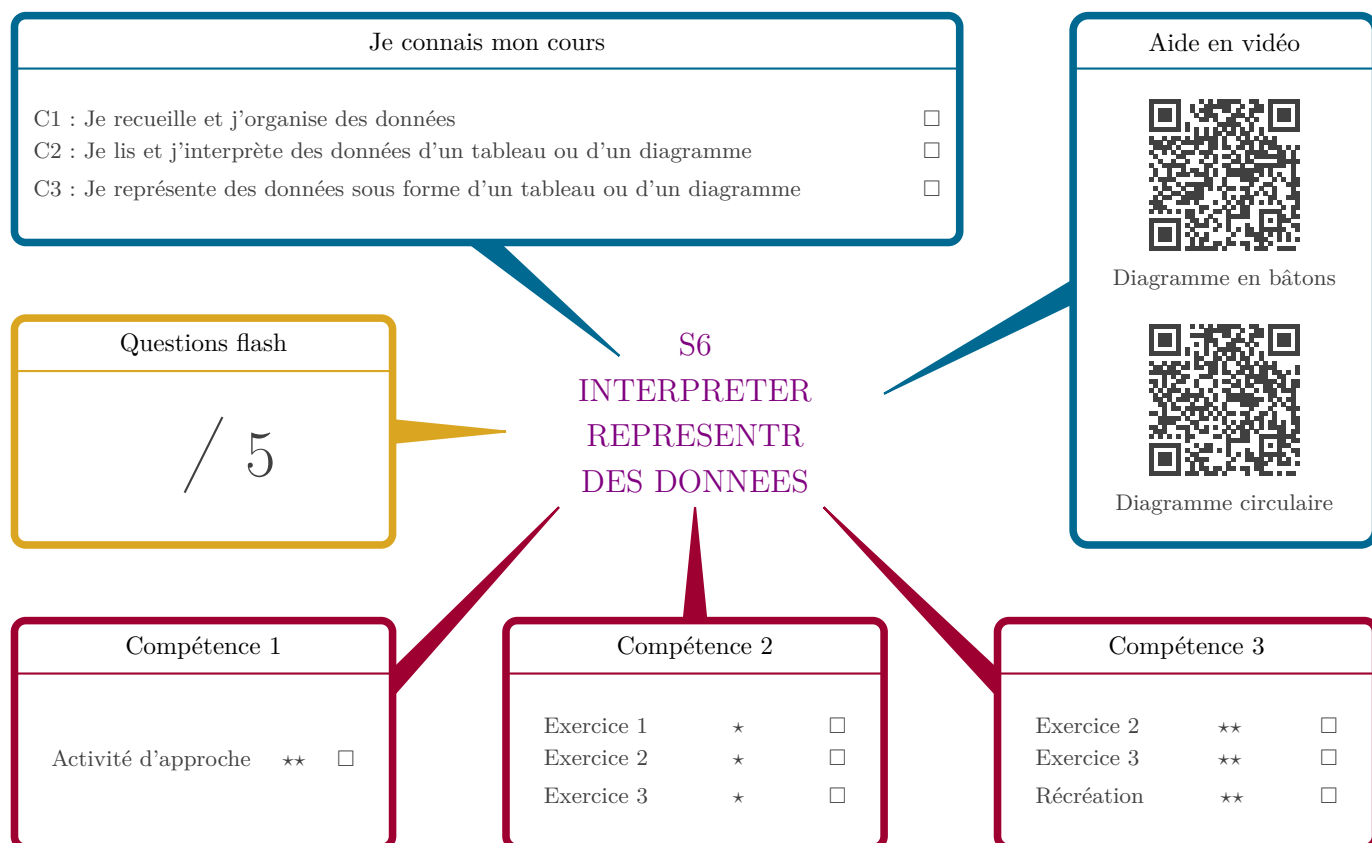 Je connais mon cours
C1 : Je recueille et j'organise des données □
C2 : Je lis et j'interprète des données d'un tableau ou d'un diagramme □
C3 : Je représente des données sous forme d'un tableau ou d'un diagramme □
Aide en vidéo
Diagramme en bâtons
Diagramme circulaire
Questions flash
/ 5
S6
INTERPRETER
REPRESENTR
DES DONNEES
Compétence 1
Activité d'approche ⋆⋆ □
Compétence 2
Exercice 1 ⋆ □
Exercice 2 ⋆ □
Exercice 3 ⋆ □
Compétence 3
Exercice 2 ⋆⋆ □
Exercice 3 ⋆⋆ □
Récréation ⋆⋆ □